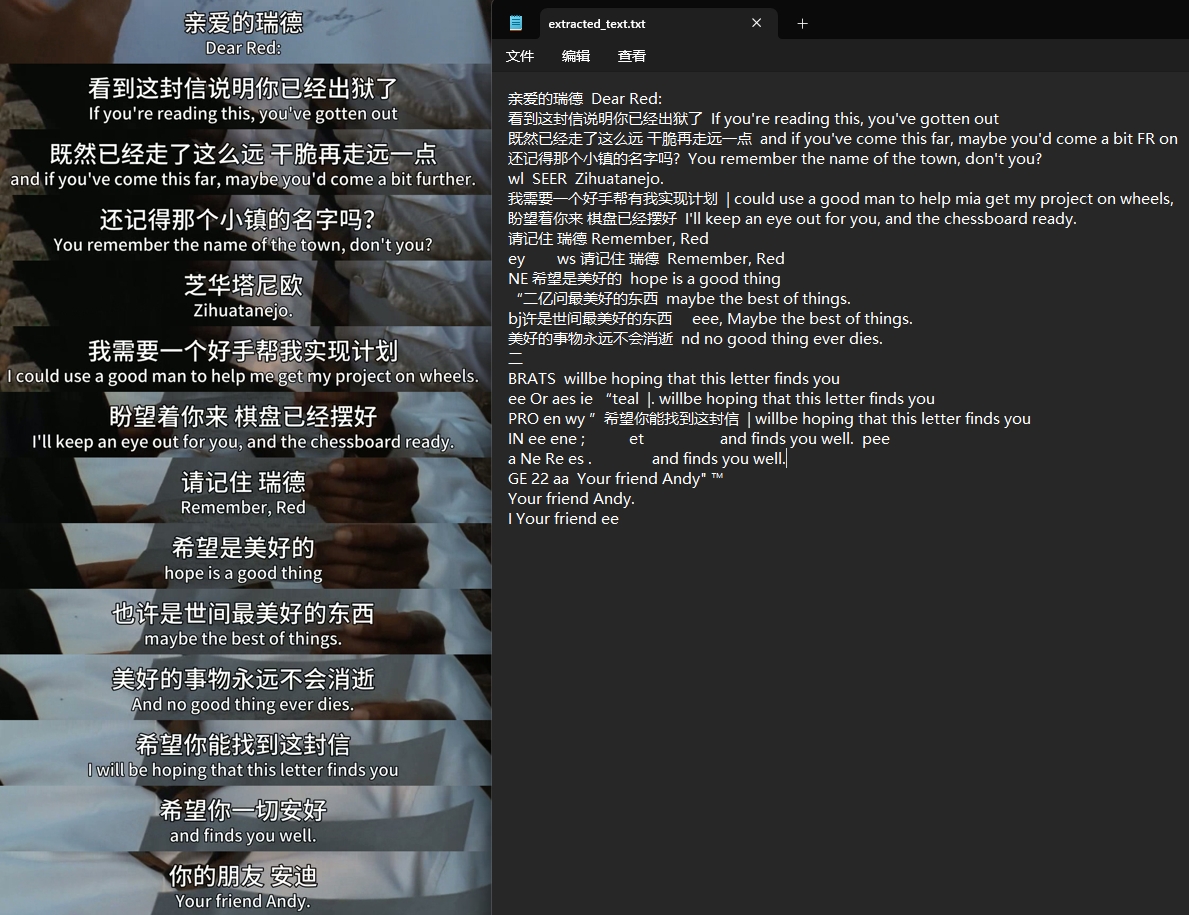 亲爱的瑞德
Dear Red:
看到这封信说明你已经出狱了
If you're reading this, you've gotten out
既然已经走了这么远 干脆再走远一点
and if you've come this far, maybe you'd come a bit further.
还记得那个小镇的名字吗?
You remember the name of the town, don't you?
芝华塔尼欧
Zihuatanejo.
我需要一个好手帮我实现计划
I could use a good man to help me get my project on wheels.
盼望着你来 棋盘已经摆好
I'll keep an eye out for you, and the chessboard ready.
请记住 瑞德
Remember, Red
希望是美好的
hope is a good thing
也许是世间最美好的东西
maybe the best of things.
美好的事物永远不会消逝
And no good thing ever dies.
希望你能找到这封信
I will be hoping that this letter finds you
希望你一切安好
and finds you well.
你的朋友 安迪
Your friend Andy.
extracted_text.txt
文件 编辑 查看
亲爱的瑞德 Dear Red:
看到这封信说明你已经出狱了 If you're reading this, you've gotten out
既然已经走了这么远 干脆再走远一点 and if you've come this far, maybe you'd come a bit FR on
还记得那个小镇的名字吗? You remember the name of the town, don't you?
wl SEER Zihuatanejo.
我需要一个好手帮有我实现计划 | could use a good man to help mia get my project on wheels,
盼望着你来 棋盘已经摆好 I'll keep an eye out for you, and the chessboard ready.
请记住 瑞德 Remember, Red
ey ws 请记住 瑞德 Remember, Red
NE 希望是美好的 hope is a good thing
“二亿问最美好的东西 maybe the best of things.
bj许是世间最美好的东西 eee, Maybe the best of things.
美好的事物永远不会消逝 nd no good thing ever dies.
二
BRATS willbe hoping that this letter finds you
ee Or aes ie “teal |. willbe hoping that this letter finds you
PRO en wy ” 希望你能找到这封信 | willbe hoping that this letter finds you
IN ee ene ; et and finds you well. pee
a Ne Re es . and finds you well.
GE 22 aa Your friend Andy" ™
Your friend Andy.
I Your friend ee